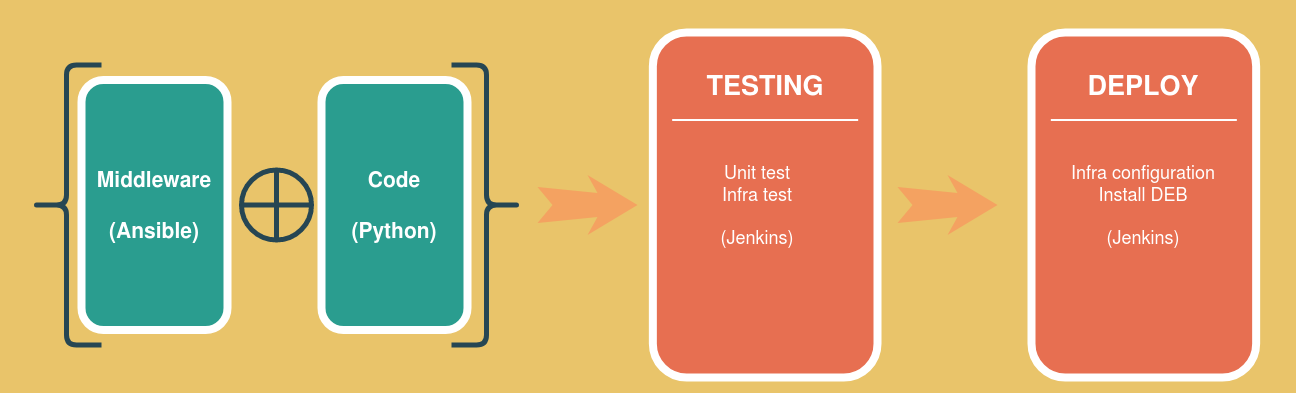 Middleware
(Ansible)
Code
(Python)
TESTING
Unit test
Infra test
(Jenkins)
DEPLOY
Infra configuration
Install DEB
(Jenkins)